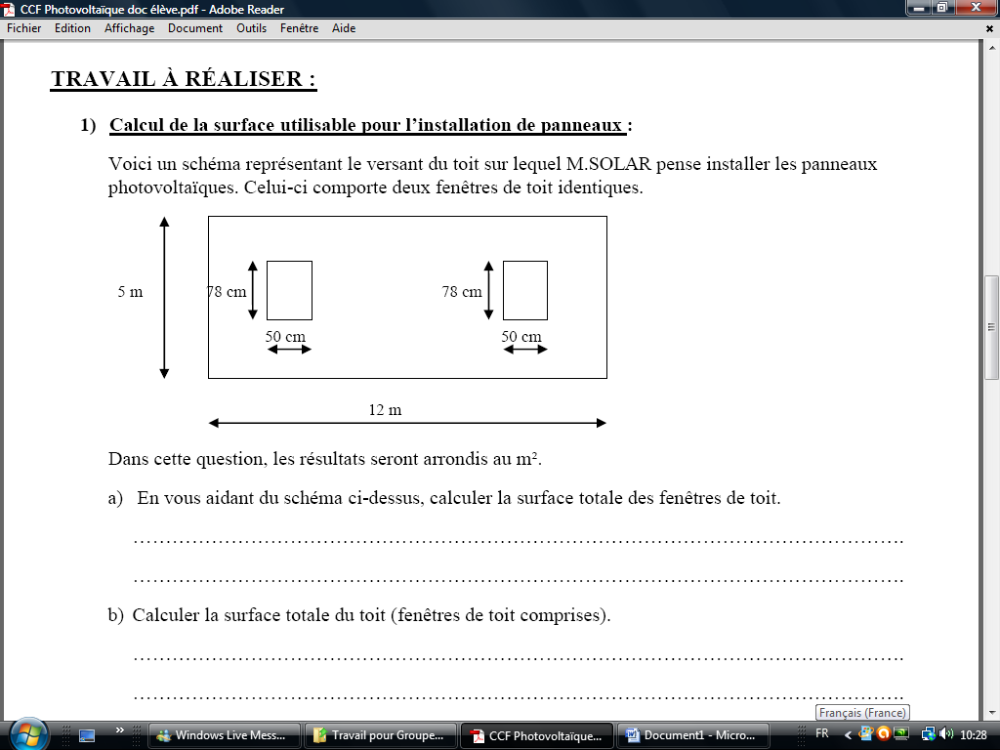 CCF Photovoltaïque doc élève.pdf - Adobe Reader
Fichier Edition Affichage Document Outils Fenêtre Aide
TRAVAIL À RÉALISER :
1) Calcul de la surface utilisable pour l’installation de panneaux :
Voici un schéma représentant le versant du toit sur lequel M.SOLAR pense installer les panneaux
photovoltaïques. Celui-ci comporte deux fenêtres de toit identiques.
5 m 78 cm 78 cm
50 cm 50 cm
12 m
Dans cette question, les résultats seront arrondis au m².
a) En vous aidant du schéma ci-dessus, calculer la surface totale des fenêtres de toit.
b) Calculer la surface totale du toit (fenêtres de toit comprises).
Français (France)
Windows Live Mess... Travail pour Groupe... CCF Photovoltaïque... Document1 - Micro... FR 10:28